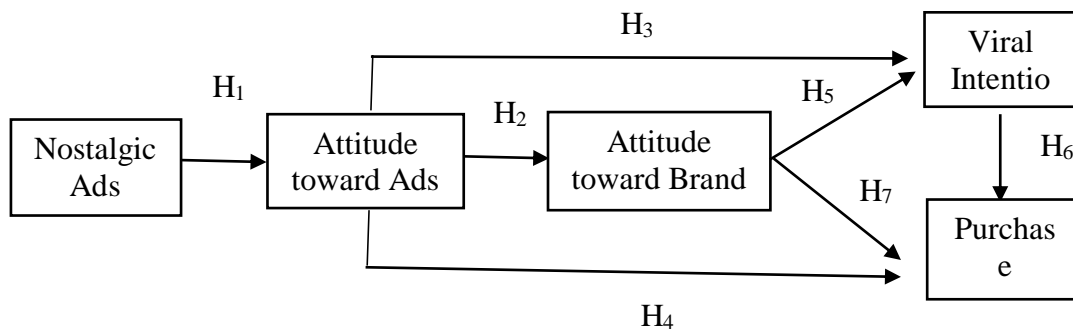 H₃
Viral
Intentio
H₁
H₅
H₂
Nostalgic
Ads
Attitude
toward Ads
Attitude
toward Brand
H₆
H₇
Purchas
e
H₄